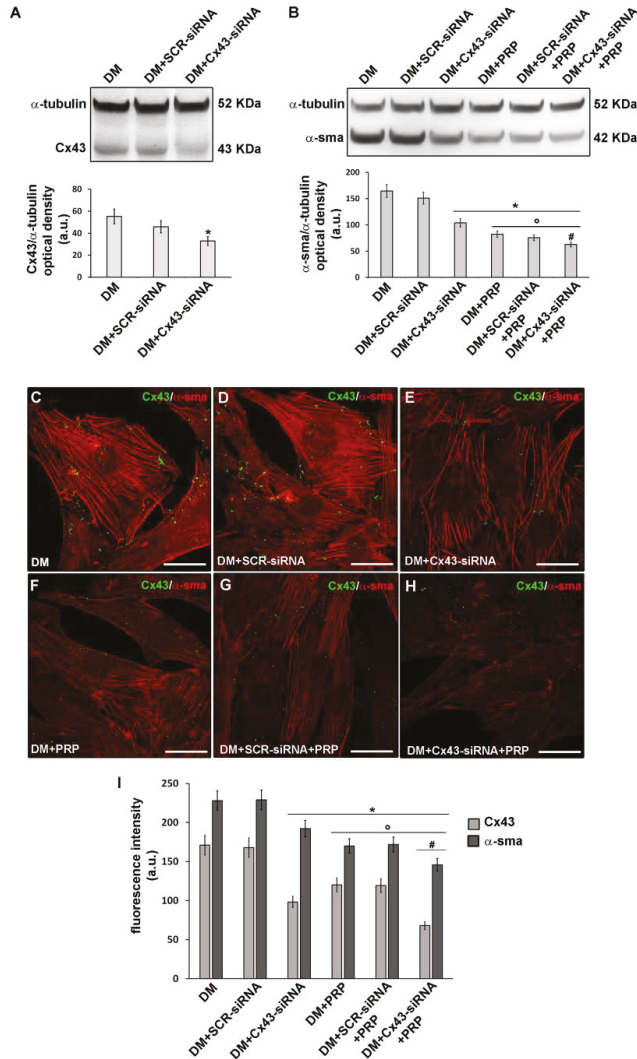 A
DM
DM+SCR-siRNA
DM+Cx43-siRNA
α-tubulin
52 KDa
Cx43
43 KDa
Cx43/α-tubulin
optical density
(a.u.)
80
70
60
50
40
30
20
10
0
*
DM
DM+SCR-siRNA
DM+Cx43-siRNA
B
DM
DM+SCR-siRNA
DM+Cx43-siRNA
DM+PRP
DM+SCR-siRNA
+PRP
DM+Cx43-siRNA
+PRP
α-tubulin
52 KDa
α-sma
42 KDa
α-sma/α-tubulin
optical density
(a.u.)
200
150
100
50
0
*
°
#
DM
DM+SCR-siRNA
DM+Cx43-siRNA
DM+PRP
DM+SCR-siRNA
+PRP
DM+Cx43-siRNA
+PRP
C
Cx43/α-sma
DM
D
Cx43/α-sma
DM+SCR-siRNA
E
Cx43/α-sma
DM+Cx43-siRNA
F
Cx43/α-sma
DM+PRP
G
Cx43/α-sma
DM+SCR-siRNA+PRP
H
Cx43/α-sma
DM+Cx43-siRNA+PRP
I
fluorescence intensity
(a.u.)
250
200
150
100
50
0
*
°
#
Cx43
α-sma
DM
DM+SCR-siRNA
DM+Cx43-siRNA
DM+PRP
DM+SCR-siRNA
+PRP
DM+Cx43-siRNA
+PRP